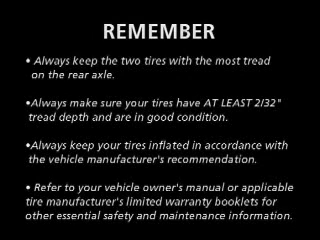 REMEMBER
• Always keep the two tires with the most tread
on the rear axle.
•Always make sure your tires have AT LEAST 2/32"
tread depth and are in good condition.
•Always keep your tires inflated in accordance with
the vehicle manufacturer's recommendation.
• Refer to your vehicle owner's manual or applicable
tire manufacturer's limited warranty booklets for
other essential safety and maintenance information.